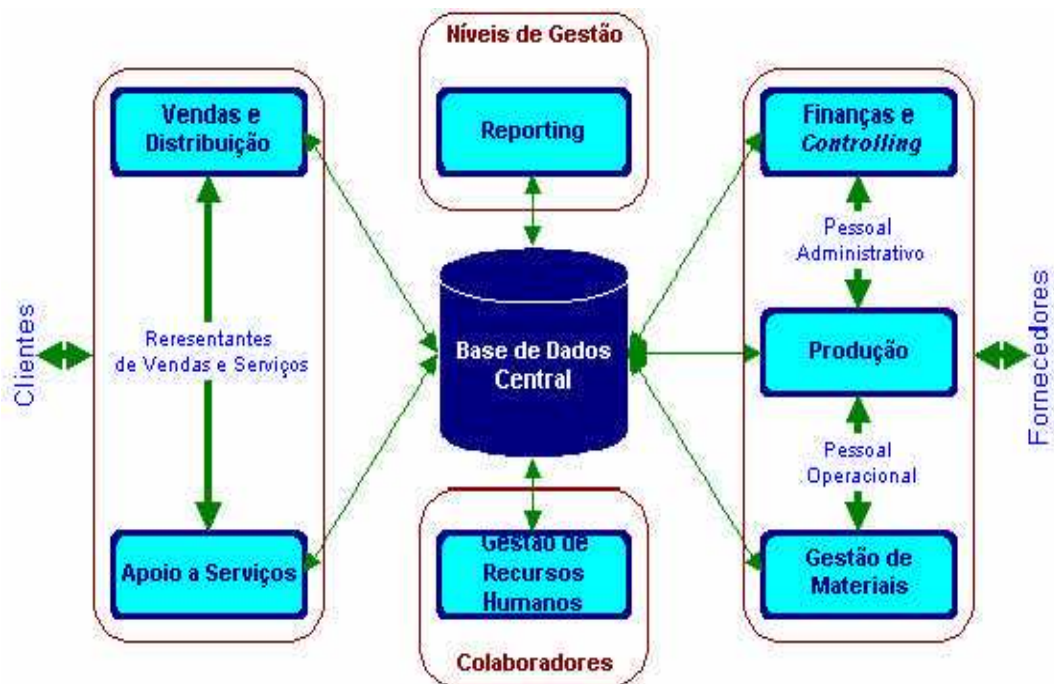 Níveis de Gestão
Reporting
Vendas e
Distribuição
Finanças e
Controlling
Pessoal
Administrativo
Clientes
Reresentantes
de Vendas e Serviços
Base de Dados
Central
Produção
Fornecedores
Pessoal
Operacional
Apoio a Serviços
Gestão de
Recursos
Humanos
Gestão de
Materiais
Colaboradores